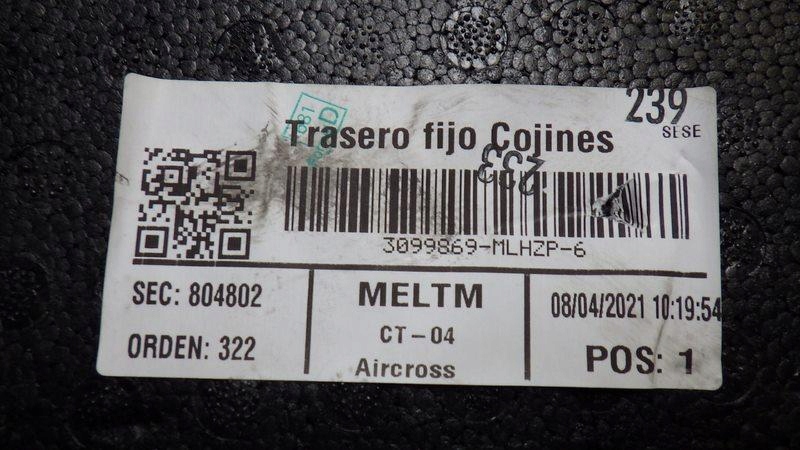 239
SESE
Trasero fijo Cojines
233
3099869-MLHZP-6
SEC: 804802
MELTM
08/04/2021 10:19:54
ORDEN: 322
CT-04
POS: 1
Aircross